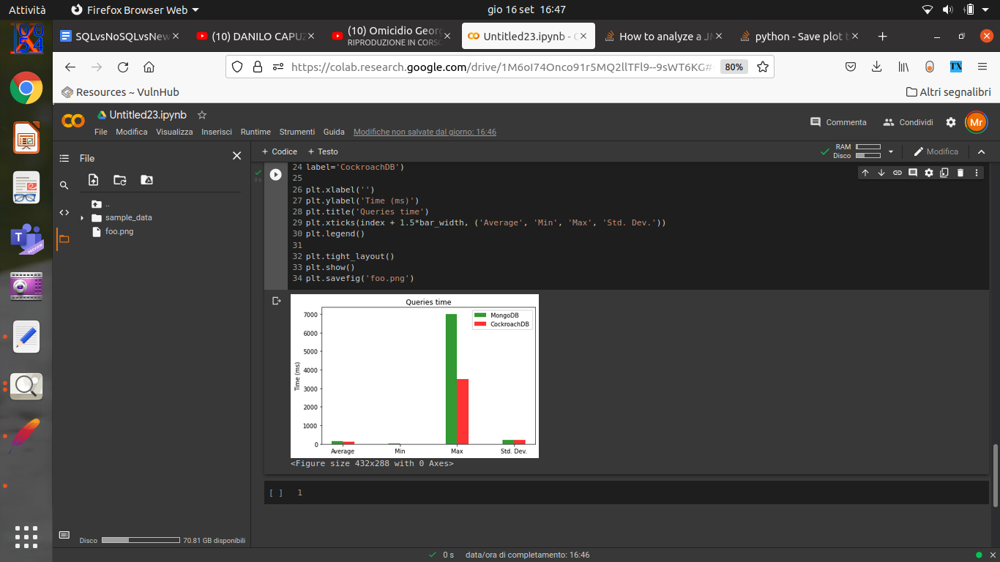 Attività
Firefox Browser Web
gio 16 set 16:47
SQLvsNoSQLvsNew
(10) DANILO CAPUZ
(10) Omicidio Georg
RIPRODUZIONE IN CORSO
Untitled23.ipynb - C
How to analyze a JM
python - Save plot t
https://colab.research.google.com/drive/1M6oI74Onco91r5MQ2llTFl9--9sWT6KG#
80%
TX
Resources ~ VulnHub
Altri segnalibri
Untitled23.ipynb
File Modifica Visualizza Inserisci Runtime Strumenti Guida Modifiche non salvate dal giorno: 16:46
Commenta
Condividi
Mr
File
+ Codice + Testo
RAM
Disco
Modifica
..
sample_data
foo.png
0 s
24 label='CockroachDB')
25
26 plt.xlabel('')
27 plt.ylabel('Time (ms)')
28 plt.title('Queries time')
29 plt.xticks(index + 1.5*bar_width, ('Average', 'Min', 'Max', 'Std. Dev.'))
30 plt.legend()
31
32 plt.tight_layout()
33 plt.show()
34 plt.savefig('foo.png')
Queries time
MongoDB
CockroachDB
Time (ms)
7000
6000
5000
4000
3000
2000
1000
0
Average Min Max Std. Dev.
<Figure size 432x288 with 0 Axes>
[ ] 1
Disco 70.81 GB disponibili
0 s data/ora di completamento: 16:46